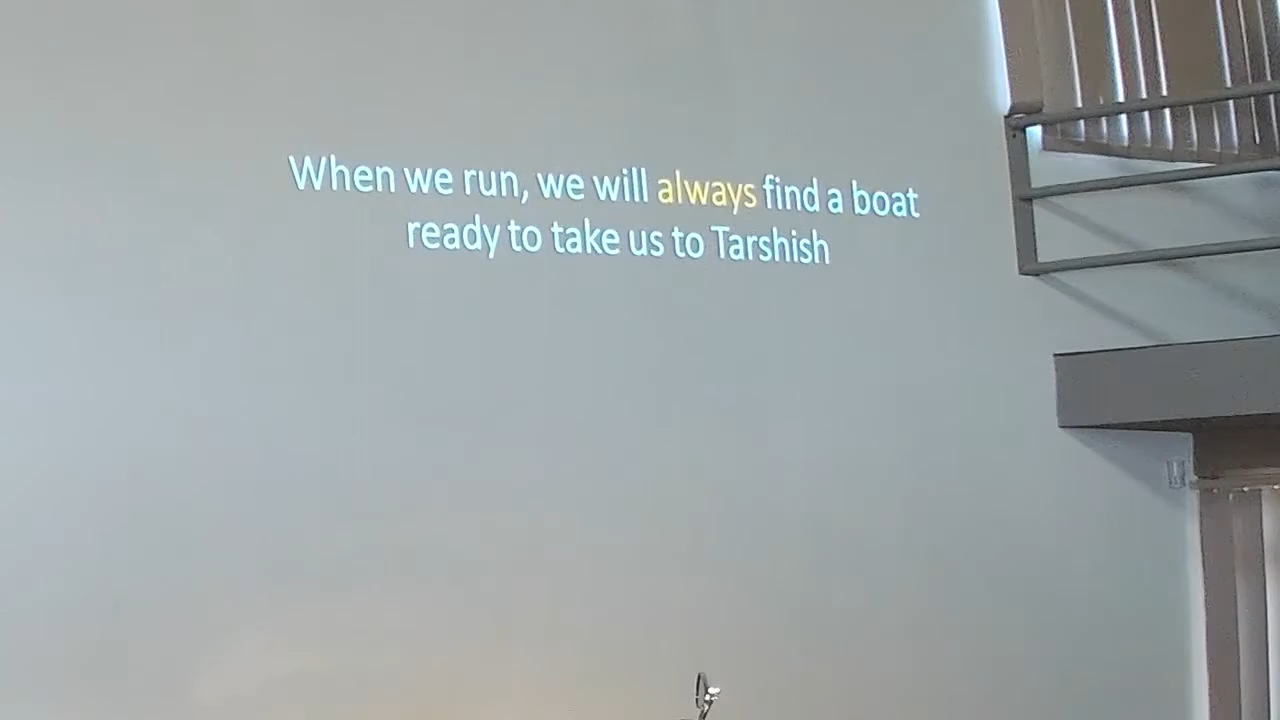 When we run, we will always find a boat
ready to take us to Tarshish